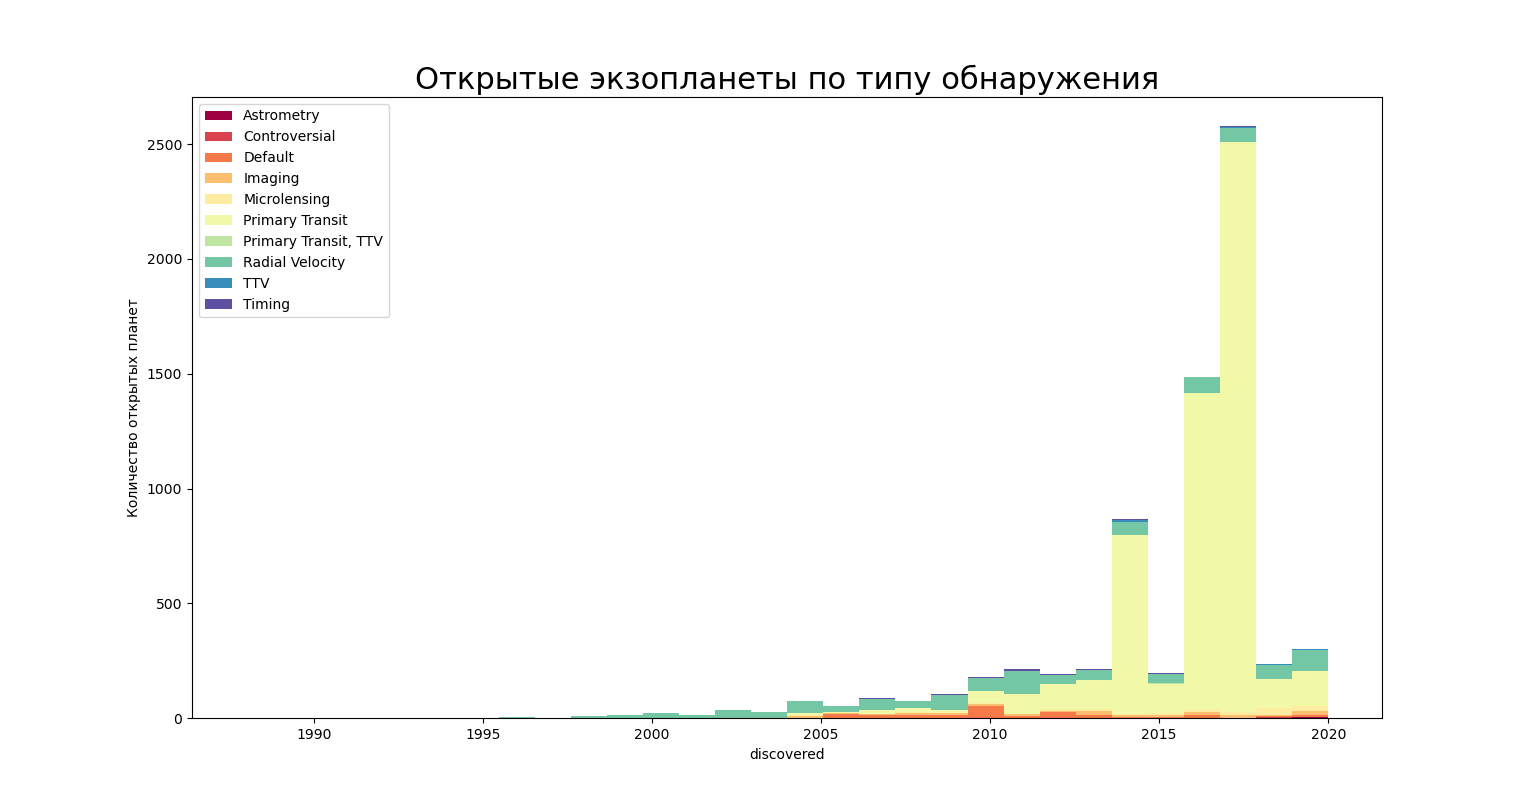 Открытые экзопланеты по типу обнаружения
Astrometry
Controversial
Default
Imaging
Microlensing
Primary Transit
Primary Transit, TTV
Radial Velocity
TTV
Timing
Количество открытых планет
2500
2000
1500
1000
500
0
1990 1995 2000 2005 2010 2015 2020
discovered